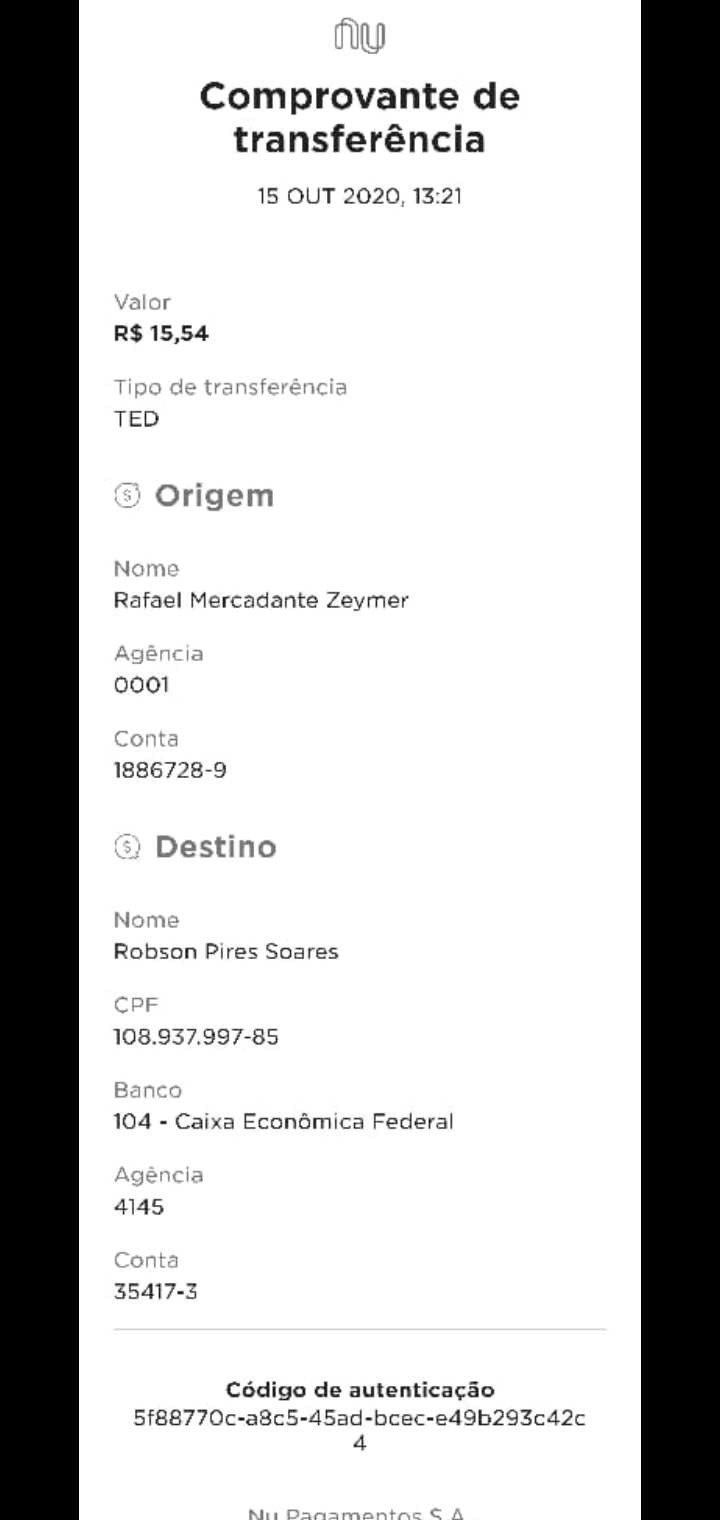 nu
Comprovante de
transferência
15 OUT 2020, 13:21
Valor
R$ 15,54
Tipo de transferência
TED
Origem
Nome
Rafael Mercadante Zeymer
Agência
0001
Conta
1886728-9
Destino
Nome
Robson Pires Soares
CPF
108.937.997-85
Banco
104 - Caixa Econômica Federal
Agência
4145
Conta
35417-3
Código de autenticação
5f88770c-a8c5-45ad-bcec-e49b293c42c
4
Nu Pagamentos S.A.